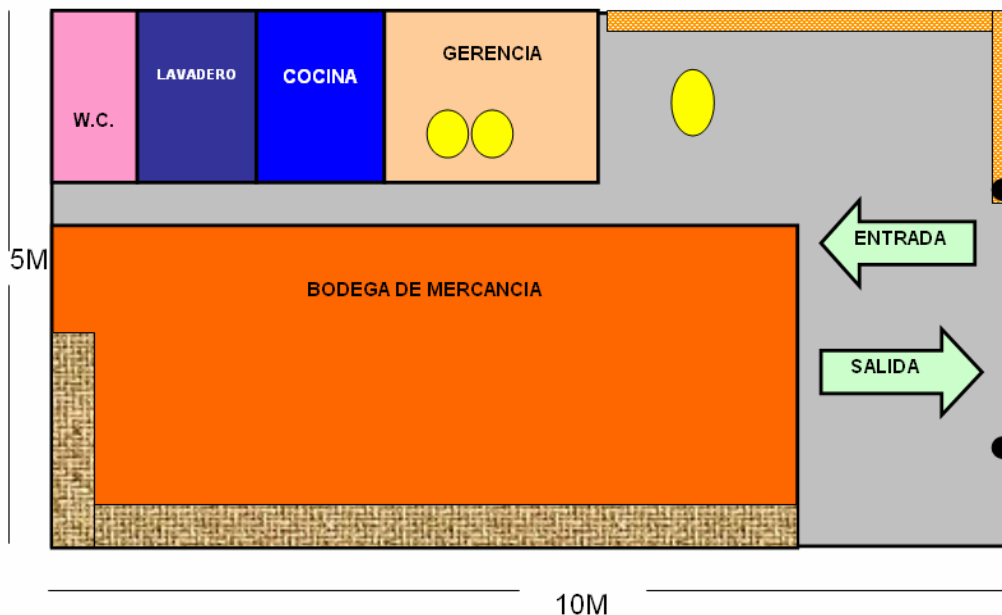 GERENCIA
LAVADERO
COCINA
W.C.
ENTRADA
5M
BODEGA DE MERCANCIA
SALIDA
10M